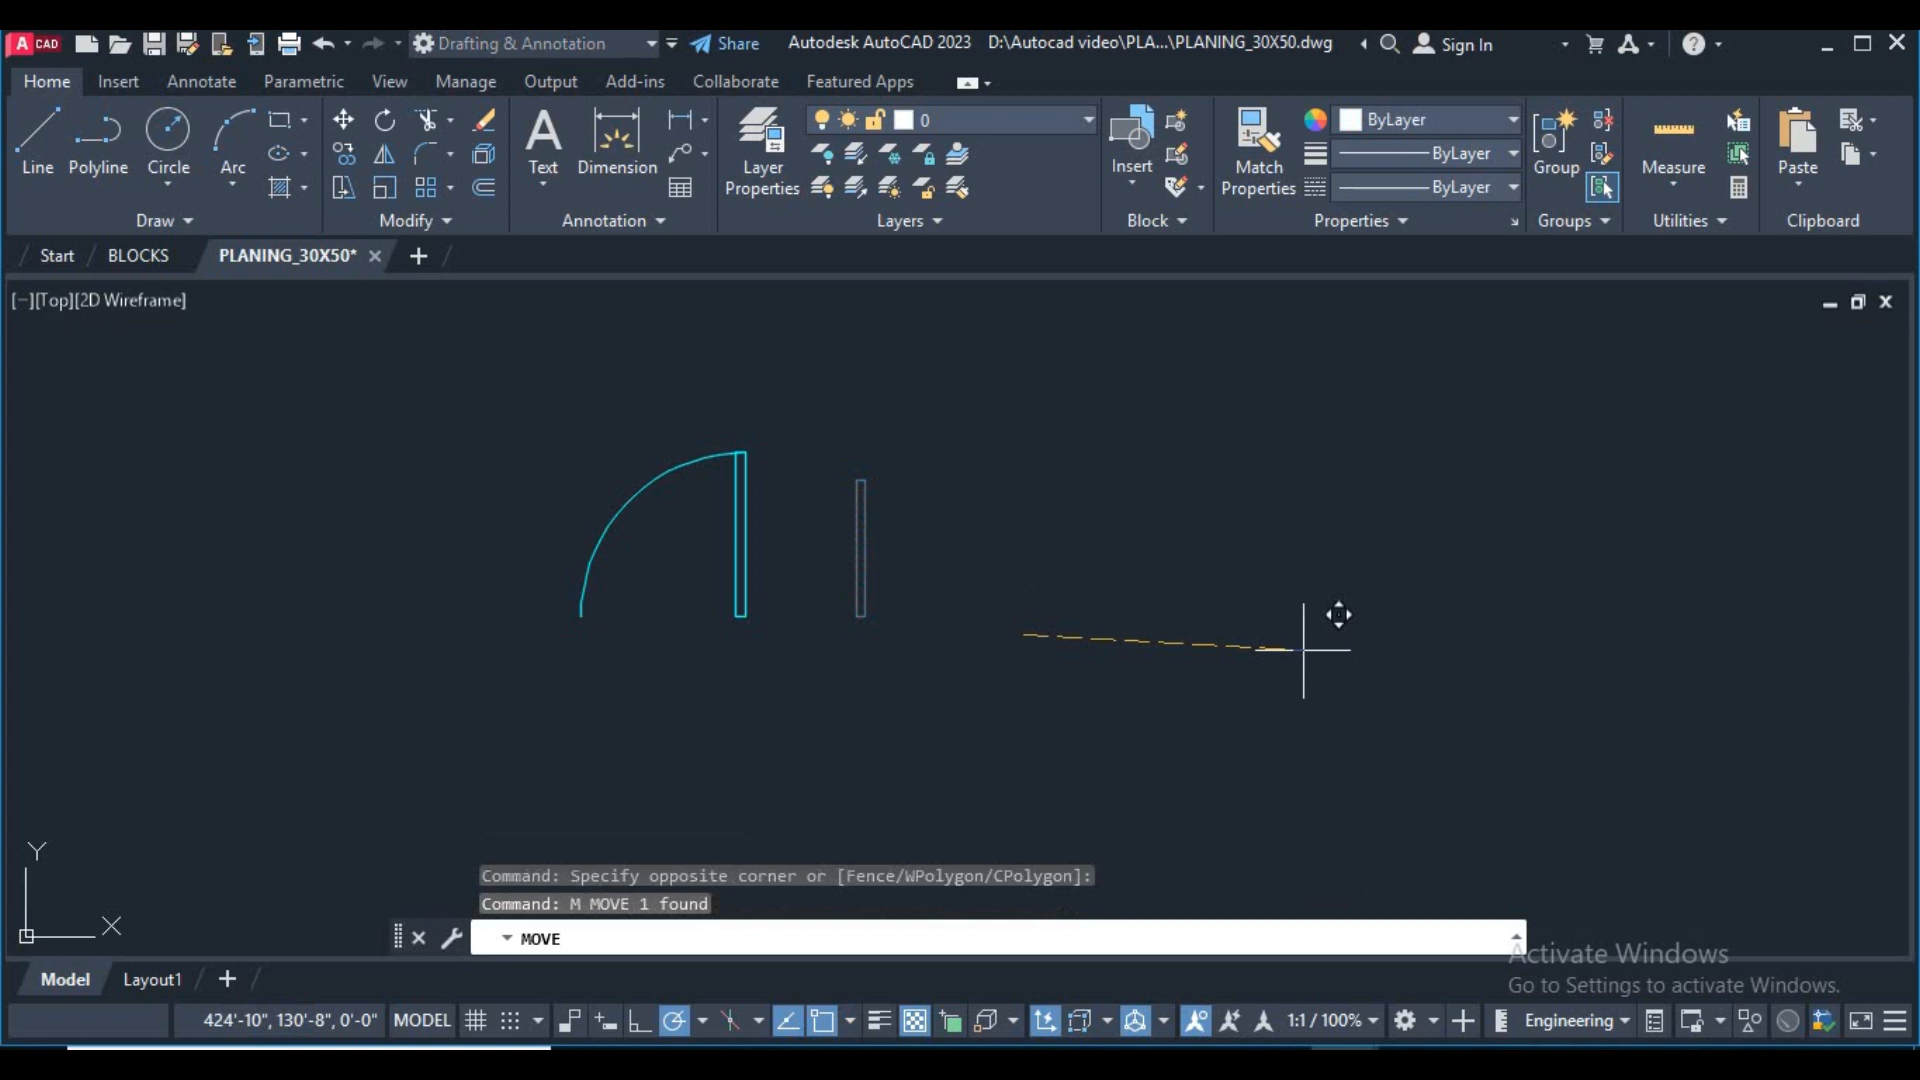 A CAD Drafting & Annotation Share Autodesk AutoCAD 2023 D:\Autocad video\PLA...\PLANING_30X50.dwg Sign In
Home Insert Annotate Parametric View Manage Output Add-ins Collaborate Featured Apps
Line Polyline Circle Arc
Text Dimension
Layer Properties
0
Insert
Match Properties
ByLayer
ByLayer
ByLayer
Group
Measure
Paste
Draw Modify Annotation Layers Block Properties Groups Utilities Clipboard
Start BLOCKS PLANING_30X50*
[−][Top][2D Wireframe]
Y
X
Command: Specify opposite corner or [Fence/WPolygon/CPolygon]:
Command: M MOVE 1 found
MOVE
Activate Windows
Go to Settings to activate Windows.
Model Layout1
424'-10", 130'-8", 0'-0" MODEL 1:1 / 100% Engineering